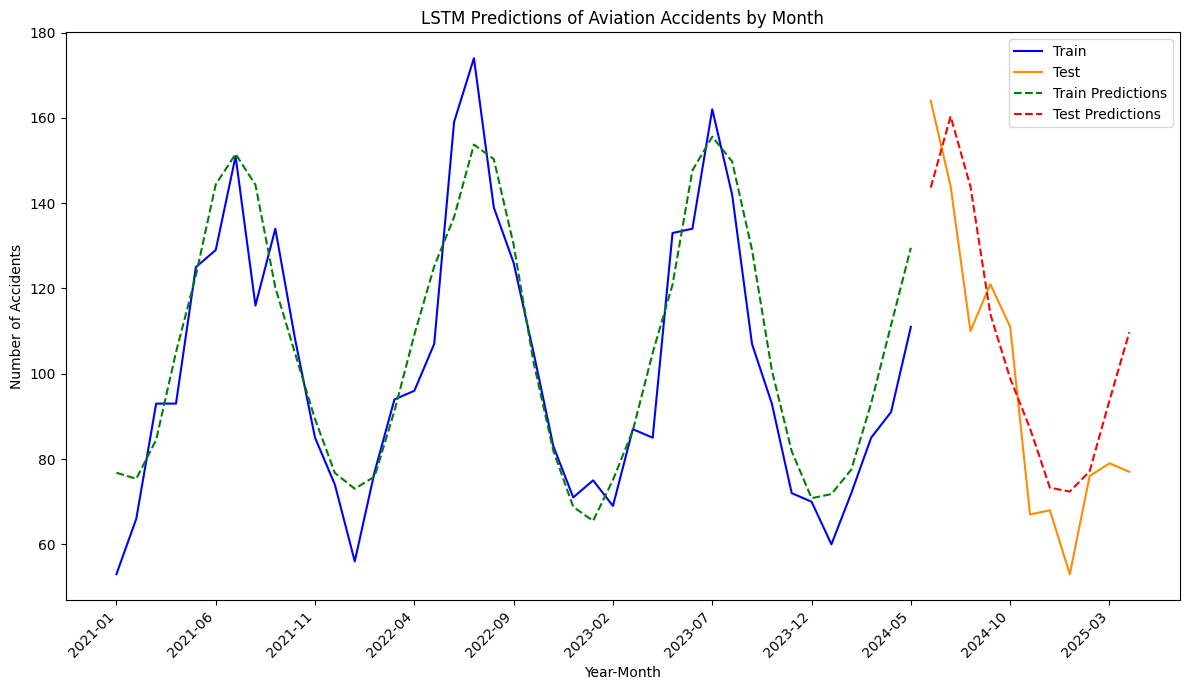 LSTM Predictions of Aviation Accidents by Month
Train
Test
Train Predictions
Test Predictions
Number of Accidents
180
160
140
120
100
80
60
2021-01
2021-06
2021-11
2022-04
2022-09
2023-02
2023-07
2023-12
2024-05
2024-10
2025-03
Year-Month